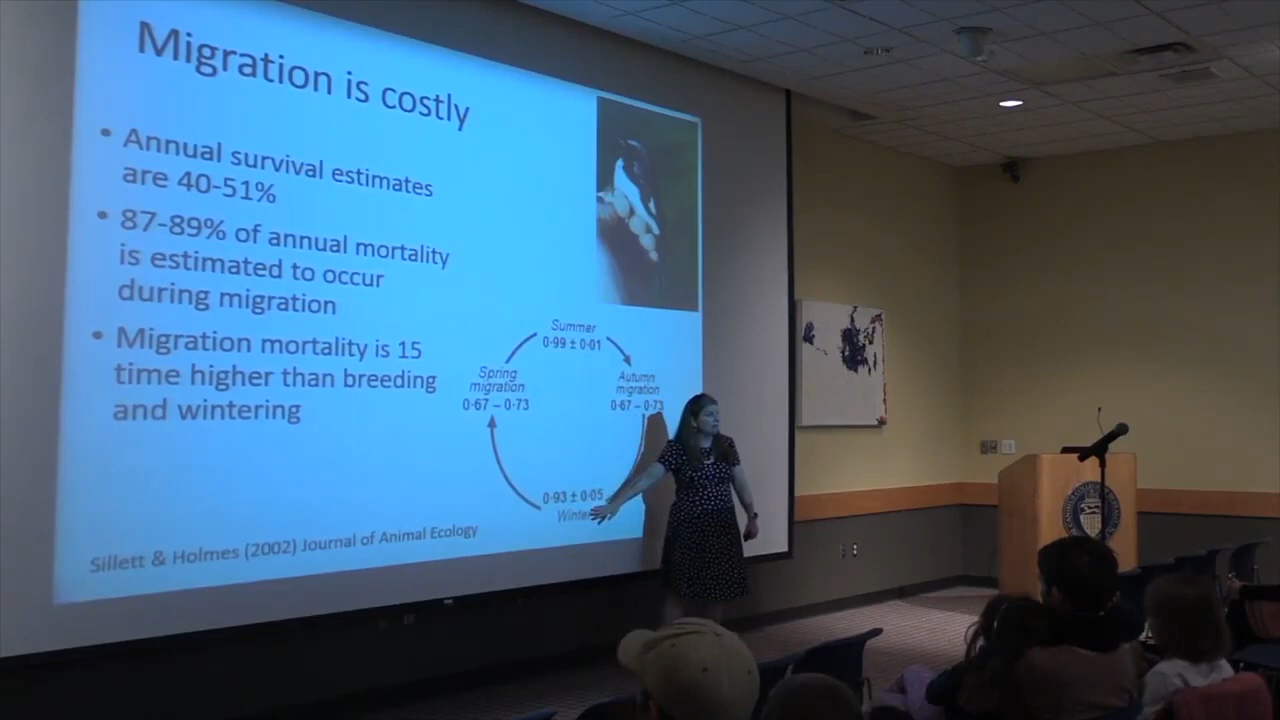 Migration is costly
• Annual survival estimates
are 40-51%
• 87-89% of annual mortality
is estimated to occur
during migration
• Migration mortality is 15
time higher than breeding
and wintering
Summer
0·99 ± 0·01
Spring
migration
0·67 – 0·73
Autumn
migration
0·67 – 0·73
0·93 ± 0·05
Winter
Sillett & Holmes (2002) Journal of Animal Ecology